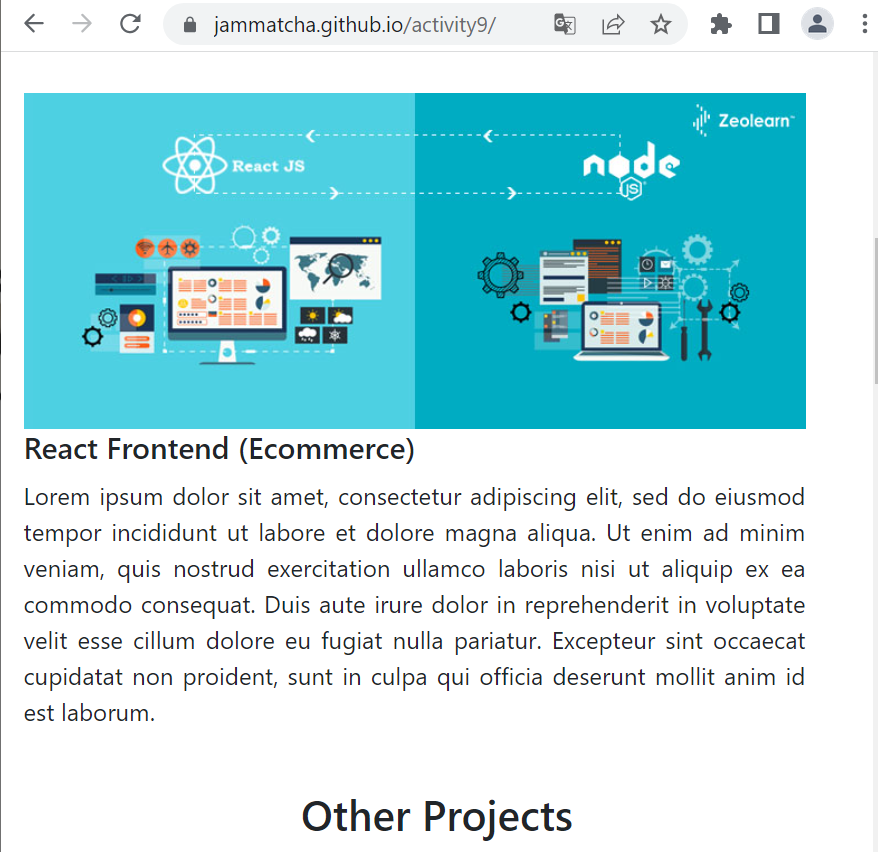 jammatcha.github.io/activity9/
Zeolearn
React JS
node
JS
React Frontend (Ecommerce)
Lorem ipsum dolor sit amet, consectetur adipiscing elit, sed do eiusmod
tempor incididunt ut labore et dolore magna aliqua. Ut enim ad minim
veniam, quis nostrud exercitation ullamco laboris nisi ut aliquip ex ea
commodo consequat. Duis aute irure dolor in reprehenderit in voluptate
velit esse cillum dolore eu fugiat nulla pariatur. Excepteur sint occaecat
cupidatat non proident, sunt in culpa qui officia deserunt mollit anim id
est laborum.
Other Projects